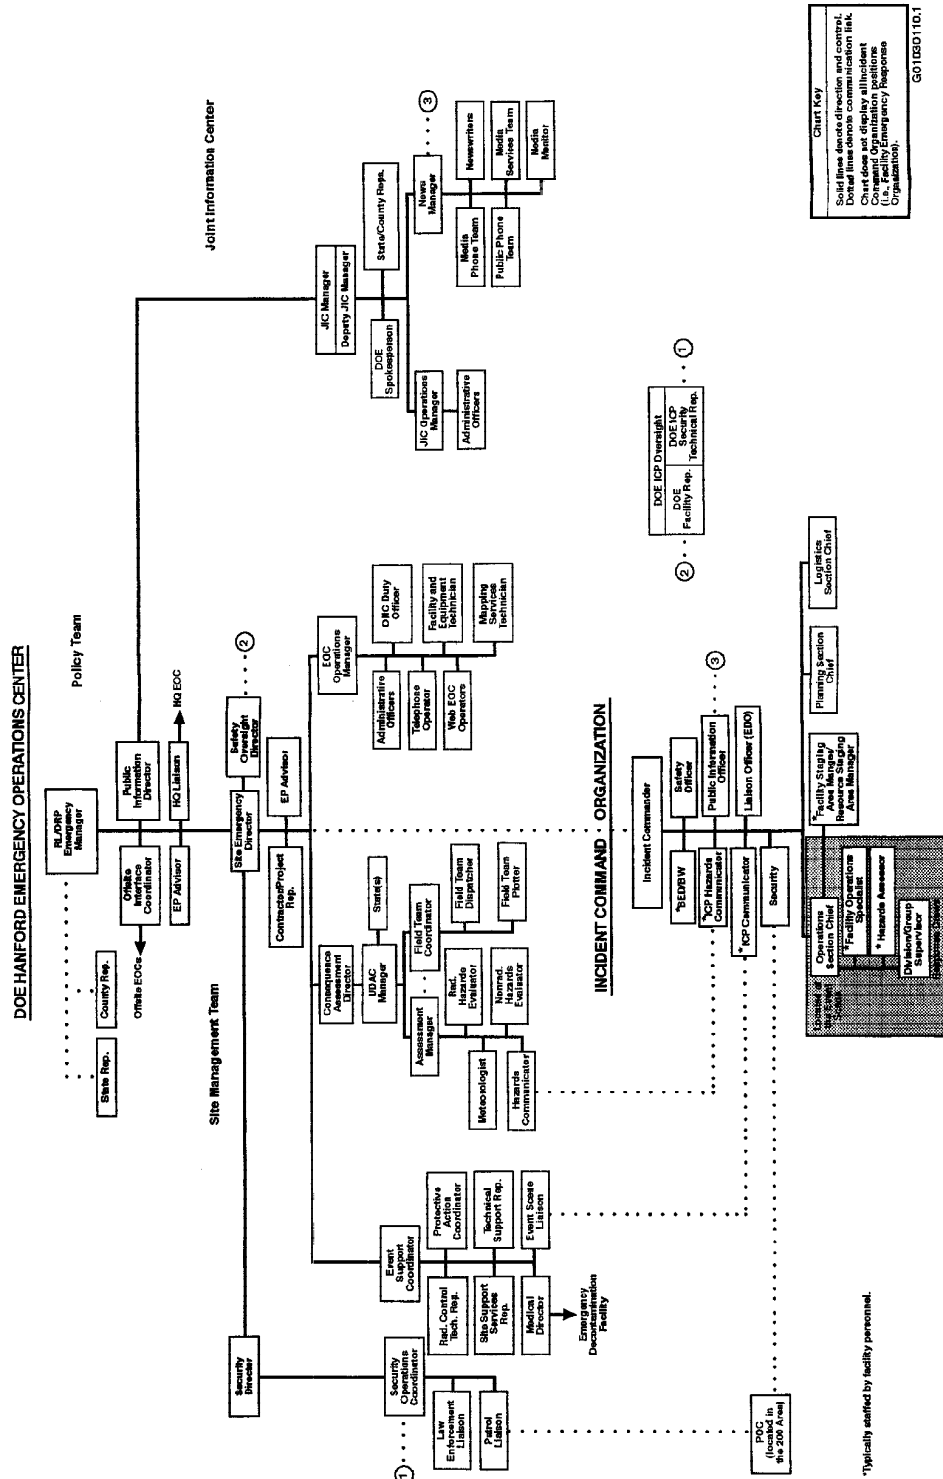 DOE HANFORD EMERGENCY OPERATIONS CENTER
Policy Team
RL/ORP
Emergency
Manager
State Rep.
County Rep.
Offsite
Interface
Coordinator
Public
Information
Director
Offsite EOCs
EP Advisor
HQ Liaison
HQ EOC
Joint Information Center
JIC Manager
Deputy JIC Manager
DOE
Spokesperson
State/County Reps.
JIC Operations
Manager
Administrative
Officers
News
Manager
3
Media
Phone Team
Newswriters
Public Phone
Team
Media
Services Team
Media
Monitor
Site Management Team
Security
Director
Site Emergency
Director
Safety
Oversight
Director
2
Contractor/Project
Rep.
EP Advisor
1
Security
Operations
Coordinator
Law
Enforcement
Liaison
Patrol
Liaison
Event
Support
Coordinator
Rad. Control
Tech. Rep.
Protective
Action
Coordinator
Site Support
Services
Rep.
Technical
Support Rep.
Medical
Director
Event Scene
Liaison
Emergency
Decontamination
Facility
Consequence
Assessment
Director
UDAC
Manager
State(s)
Assessment
Manager
Field Team
Coordinator
Rad.
Hazards
Evaluator
Field Team
Dispatcher
Meteorologist
Nonrad.
Hazards
Evaluator
Field Team
Plotter
Hazards
Communicator
EOC
Operations
Manager
Administrative
Officers
Duty
Officer
Telephone
Operator
Facility and
Equipment
Technician
Web EOC
Operators
Mapping
Services
Technician
INCIDENT COMMAND ORGANIZATION
DOE ICP Oversight
2
DOE
Facility Rep.
DOE ICP
Security
Technical Rep.
1
Incident Commander
*BED/BW
Safety
Officer
*ICP Hazards
Communicator
Public Information
Officer
3
*ICP Communicator
Liaison Officer (EDO)
Security
POC
(located in
the 200 Area)
Operations
Section Chief
*Facility Staging
Area Manager/
Resource Staging
Area Manager
Planning Section
Chief
Logistics
Section Chief
Located at
the Event
Scene
*Facility Operations
Specialist
*Hazards Assessor
Division/Group
Supervisor
*Typically staffed by facility personnel.
Chart Key
Solid lines denote direction and control.
Dotted lines denote communication link.
Chart does not display all Incident
Command Organization positions
(i.e., Facility Emergency Response
Organization).
G01030110.1